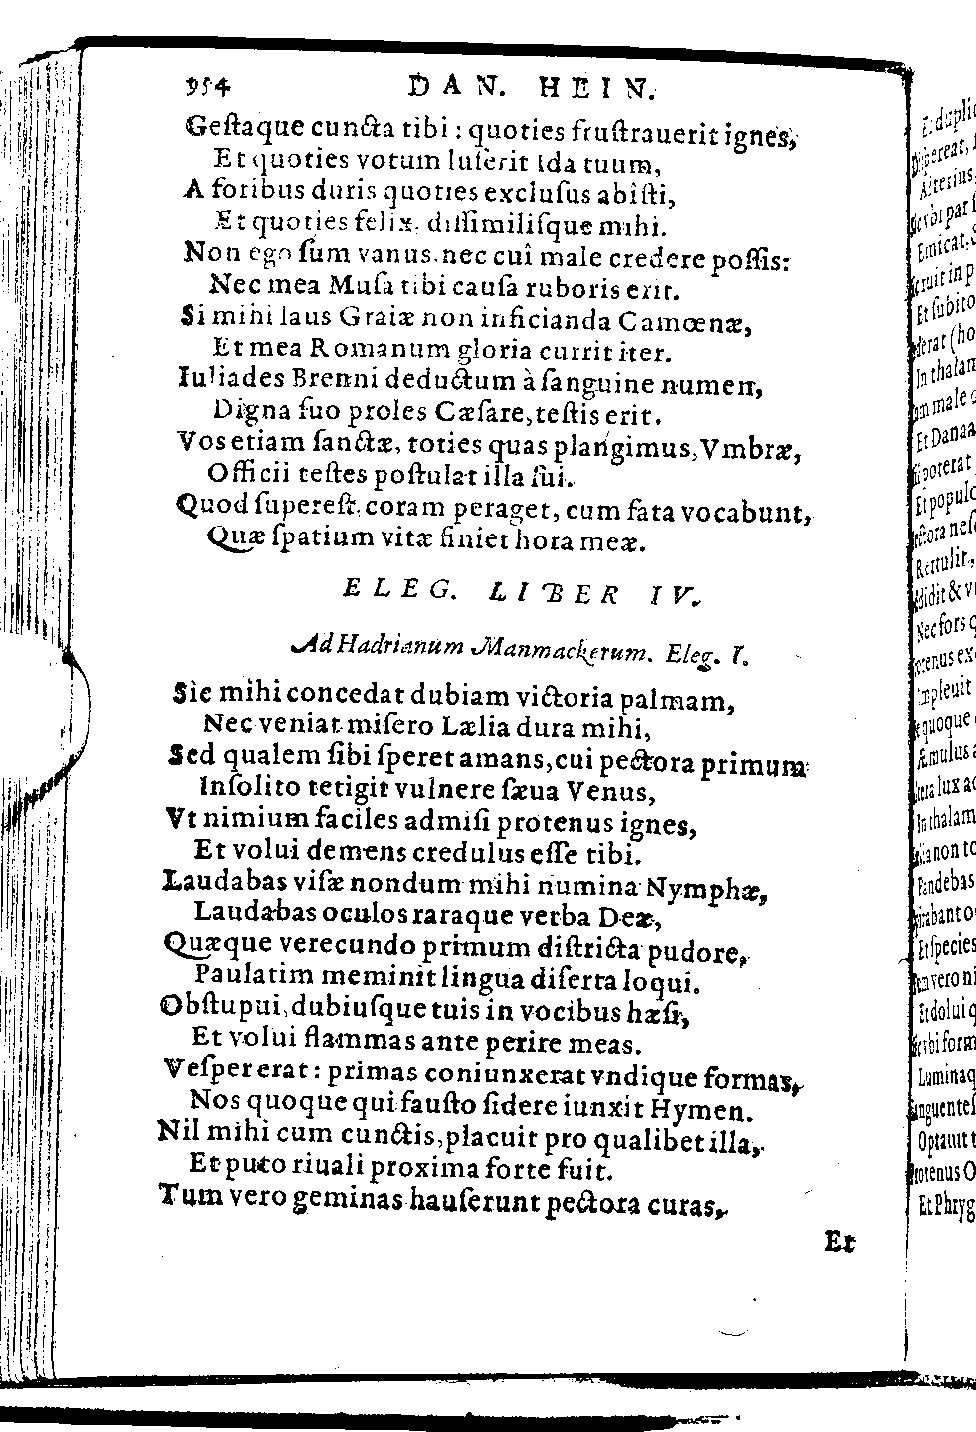 954 DAN. HEIN.
Geſtaque cuncta tibi : quoties fruſtrauerit ignes,
Et quoties votum luſerit Ida tuum,
A foribus duris quoties excluſus abiſti,
Et quoties felix, diſſimiliſque mihi.
Non ego ſum vanus, nec cuî male credere poſſis:
Nec mea Muſa tibi cauſa ruboris erit.
Si mihi laus Graiæ non inficianda Camœnæ,
Et mea Romanum gloria currit iter.
Iuliades Brenni deductum à ſanguine numen,
Digna ſuo proles Cæſare, teſtis erit.
Vos etiam ſanctæ, toties quas plangimus, Vmbræ,
Officii teſtes poſtulat illa ſui.
Quod ſupereſt, coram peraget, cum fata vocabunt,
Quæ ſpatium vitæ finiet hora meæ.
ELEG. LIBER IV.
Ad Hadrianum Manmackerum. Eleg. I.
Sic mihi concedat dubiam victoria palmam,
Nec veniat miſero Lælia dura mihi,
Sed qualem ſibi ſperet amans, cui pectora primum
Inſolito tetigit vulnere ſæua Venus,
Vt nimium faciles admiſi protenus ignes,
Et volui demens credulus eſſe tibi.
Laudabas viſæ nondum mihi numina Nymphæ,
Laudabas oculos raraque verba Deæ,
Quæque verecundo primum diſtricta pudore,
Paulatim meminit lingua diſerta loqui.
Obſtupui, dubiuſque tuis in vocibus hæſi,
Et volui flammas ante perire meas.
Veſper erat : primas coniunxerat vndique formas,
Nos quoque qui fauſto ſidere iunxit Hymen.
Nil mihi cum cunctis, placuit pro qualibet illa,
Et puto riuali proxima forte fuit.
Tum vero geminas hauſerunt pectora curas,
Et